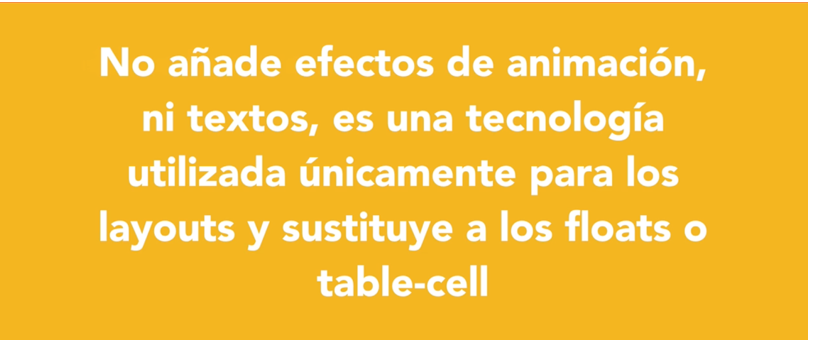 No añade efectos de animación,
ni textos, es una tecnología
utilizada únicamente para los
layouts y sustituye a los floats o
table-cell